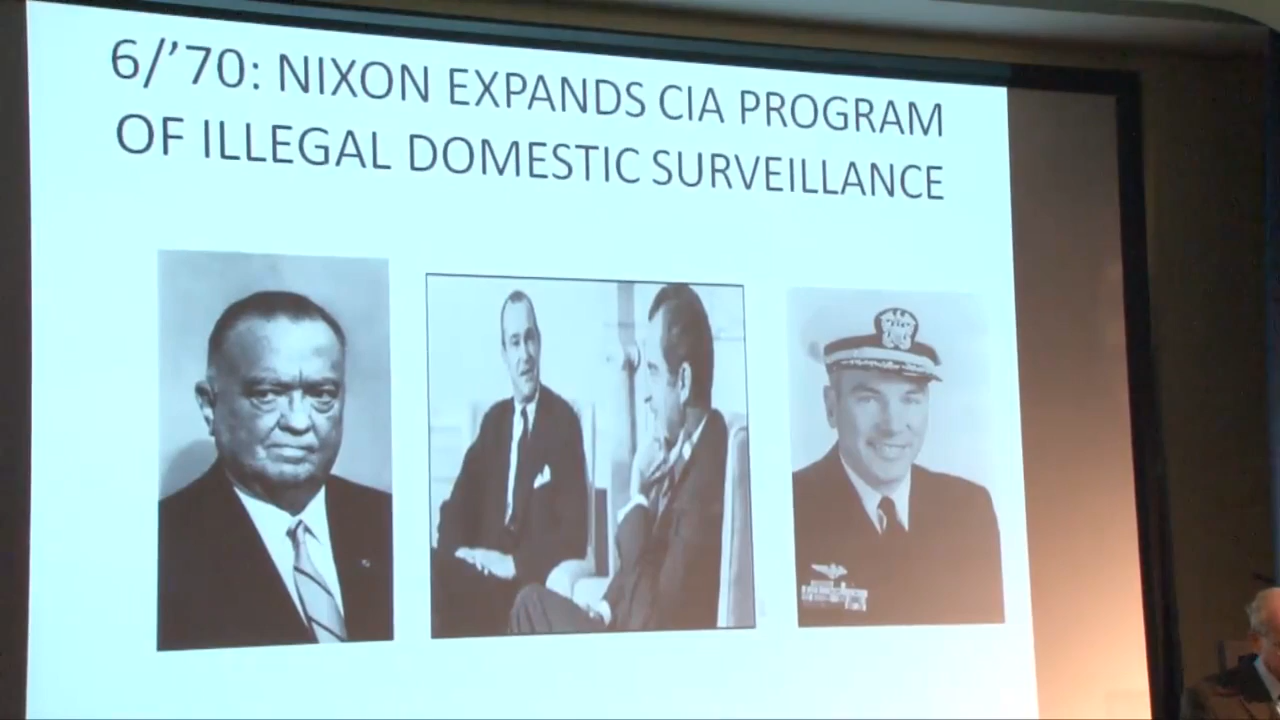 6/'70: NIXON EXPANDS CIA PROGRAM
OF ILLEGAL DOMESTIC SURVEILLANCE